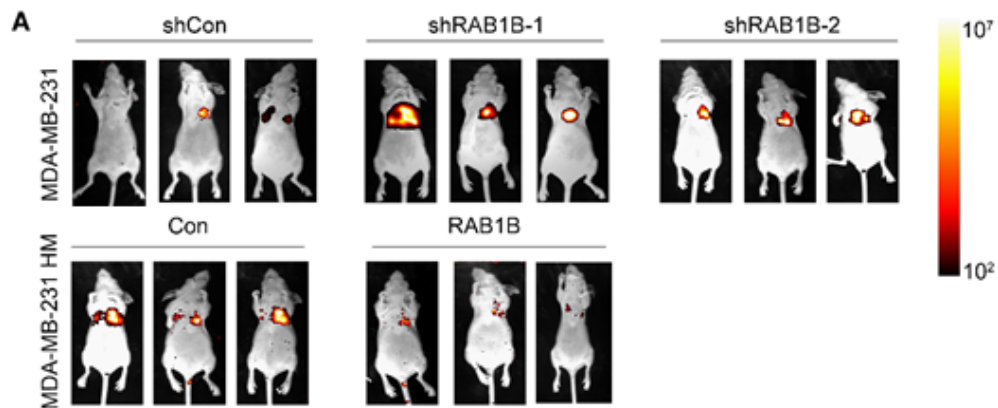 A
shCon
shRAB1B-1
shRAB1B-2
10⁷
MDA-MB-231
10²
Con
RAB1B
MDA-MB-231 HM